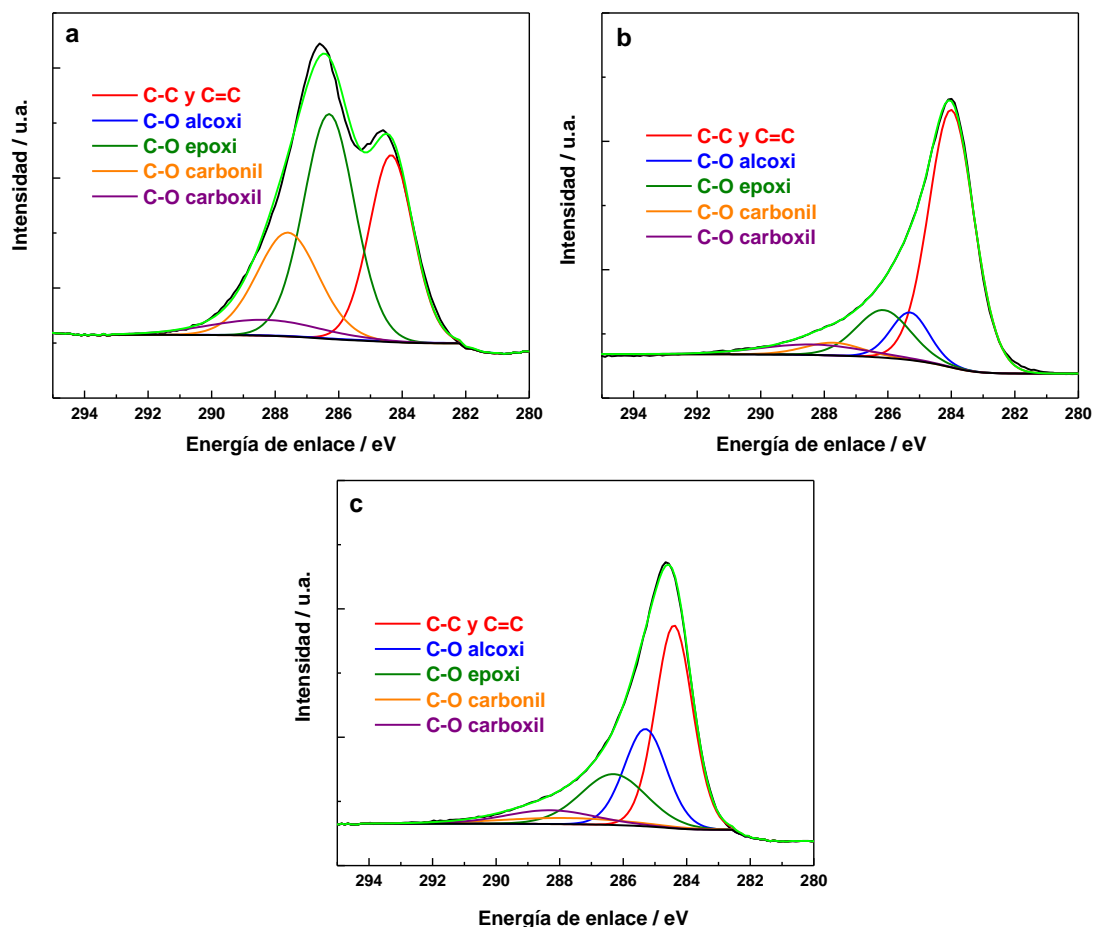 a
C-C y C=C
C-O alcoxi
C-O epoxi
C-O carbonil
C-O carboxil
Intensidad / u.a.
294 292 290 288 286 284 282 280
Energía de enlace / eV
b
C-C y C=C
C-O alcoxi
C-O epoxi
C-O carbonil
C-O carboxil
Intensidad / u.a.
294 292 290 288 286 284 282 280
Energía de enlace / eV
c
C-C y C=C
C-O alcoxi
C-O epoxi
C-O carbonil
C-O carboxil
Intensidad / u.a.
294 292 290 288 286 284 282 280
Energía de enlace / eV